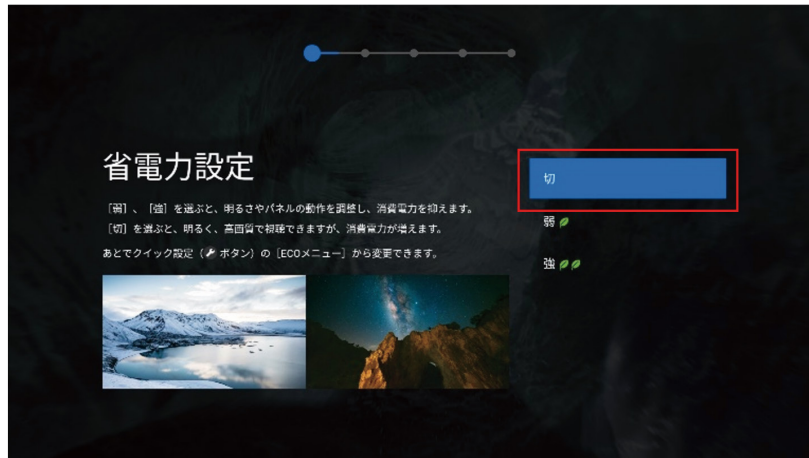 省電力設定
[弱]、[強]を選ぶと、明るさやパネルの動作を調整し、消費電力を抑えます。
[切]を選ぶと、明るく、高画質で視聴できますが、消費電力が増えます。
あとでクイック設定(ボタン)の[ECOメニュー]から変更できます。
切
弱
強